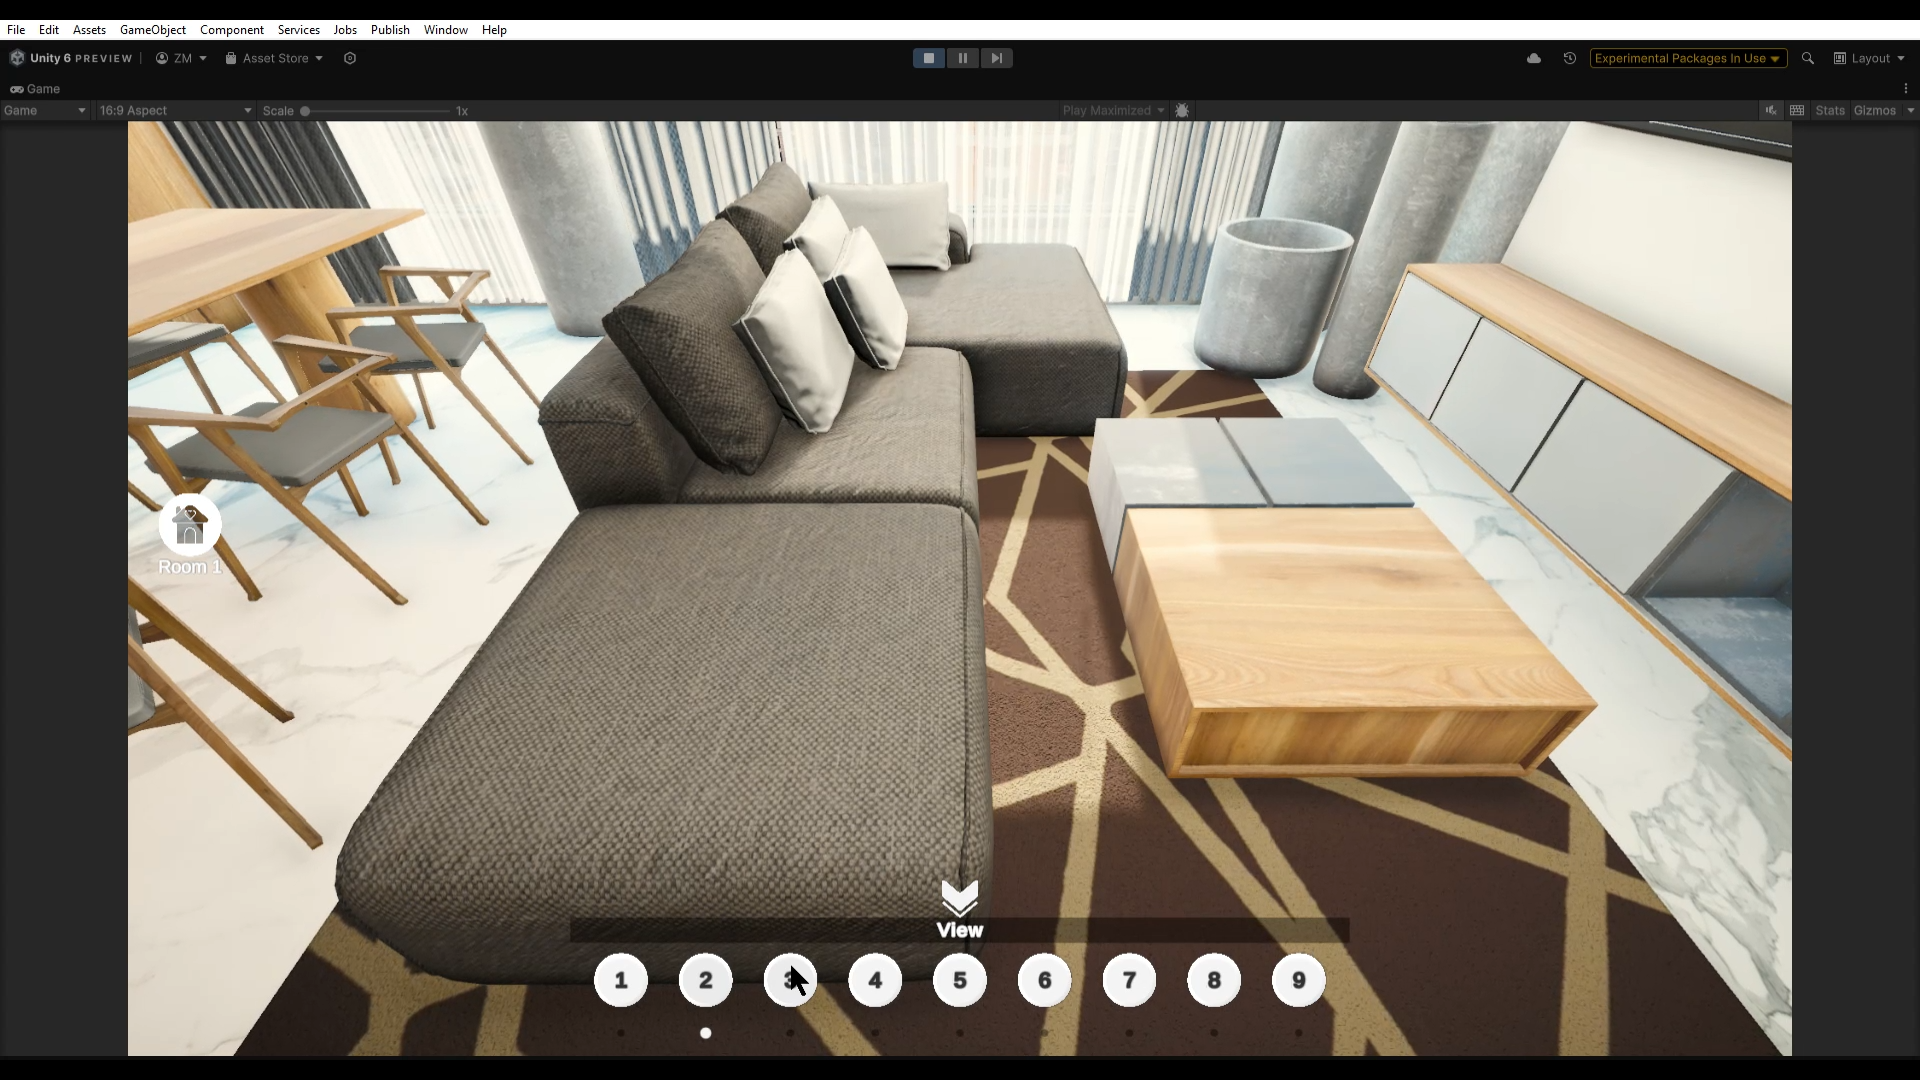 File Edit Assets GameObject Component Services Jobs Publish Window Help
Unity 6 PREVIEW ZM Asset Store Experimental Packages In Use Layout
Game
Game 16:9 Aspect Scale 1x Play Maximized Stats Gizmos
Room 1
View
1 2 3 4 5 6 7 8 9